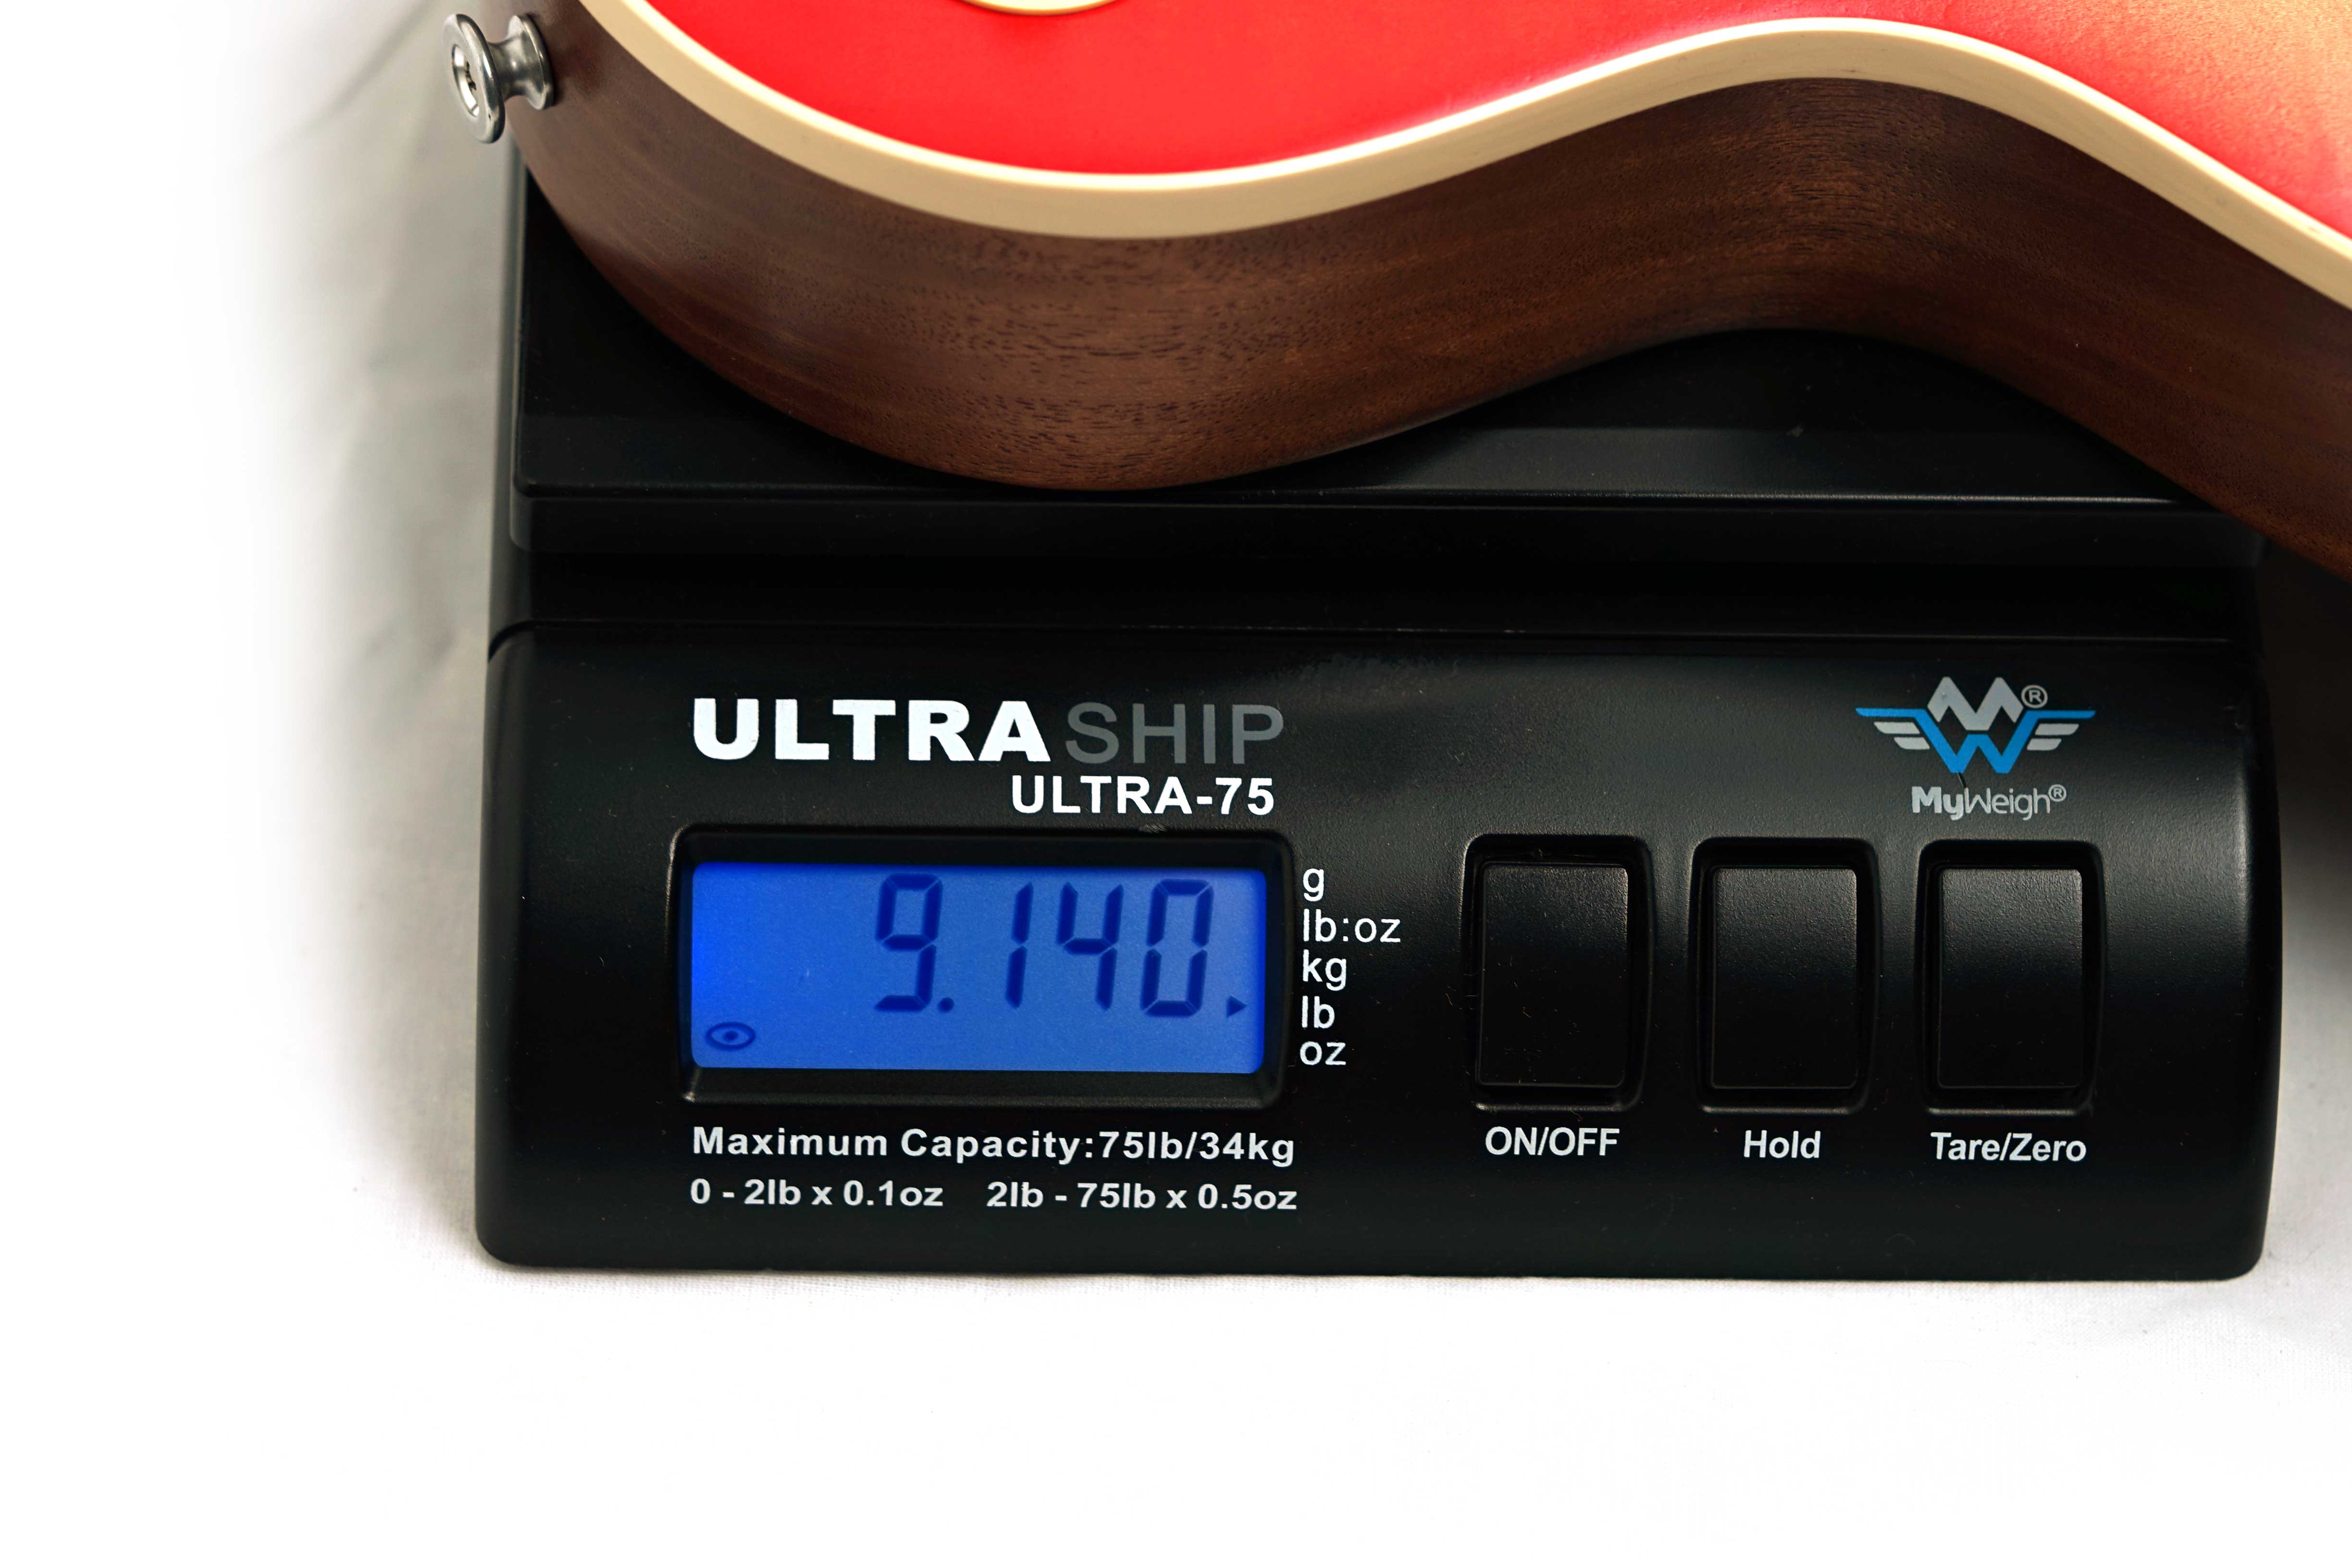 ULTRA SHIP
ULTRA-75
MW®
MyWeigh®
9.140
g
lb:oz
kg
lb
oz
Maximum Capacity:75lb/34kg
0 - 2lb x 0.1oz 2lb - 75lb x 0.5oz
ON/OFF
Hold
Tare/Zero